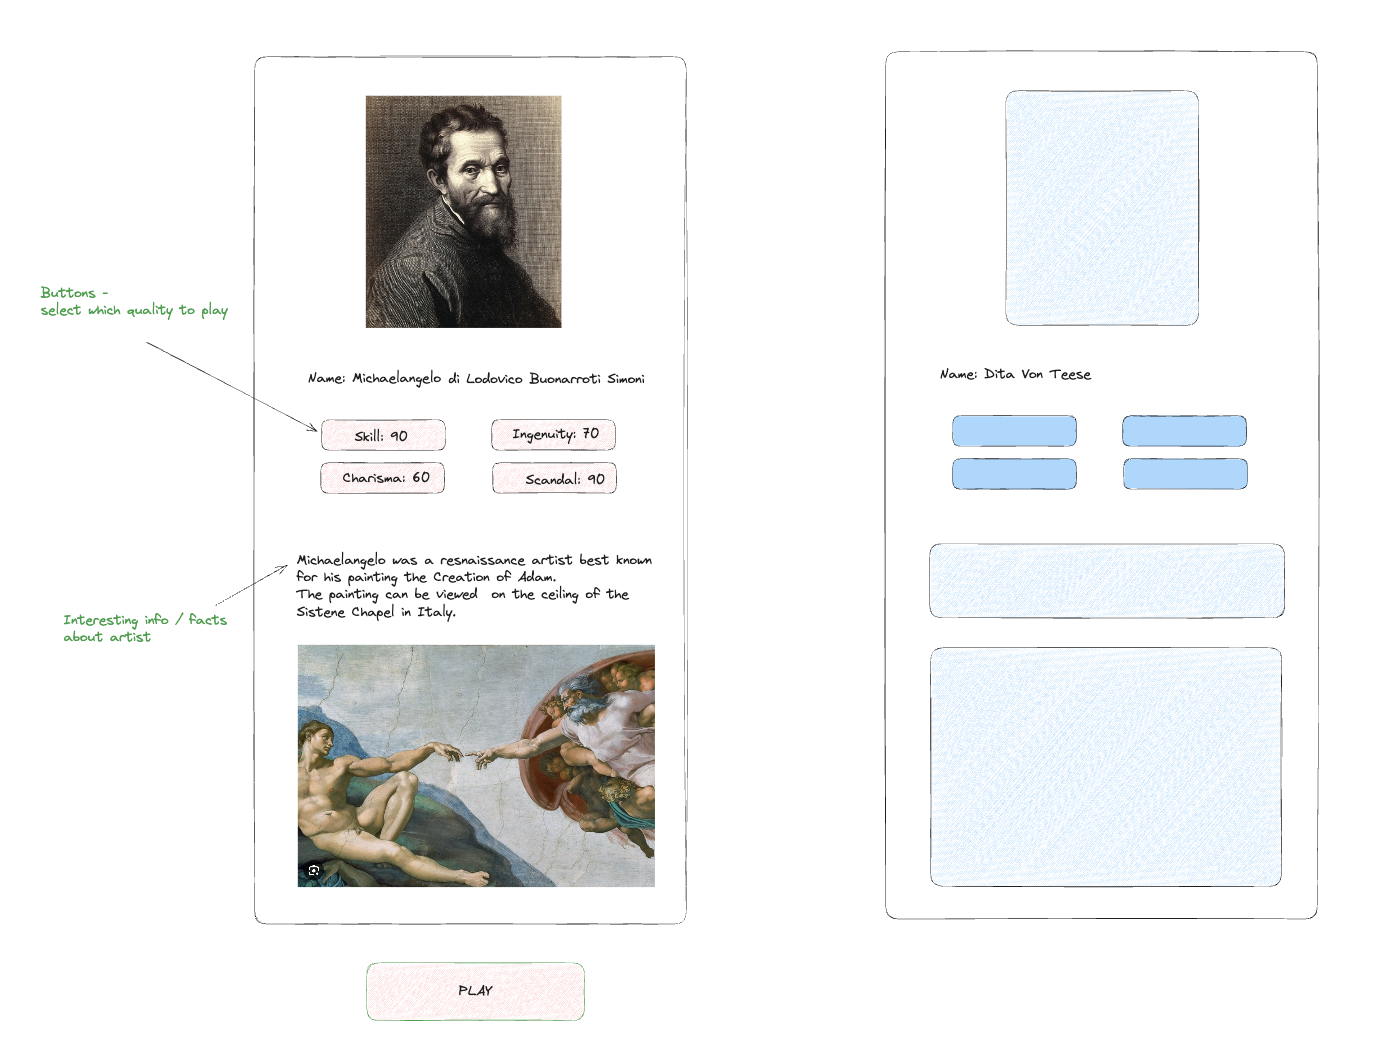 Buttons -
select which quality to play
Name: Michaelangelo di Lodovico Buonarroti Simoni
Skill: 90
Ingenuity: 70
Charisma: 60
Scandal: 90
Michaelangelo was a resnaissance artist best known
for his painting the Creation of Adam.
The painting can be viewed on the ceiling of the
Sistene Chapel in Italy.
Interesting info / facts
about artist
PLAY
Name: Dita Von Teese